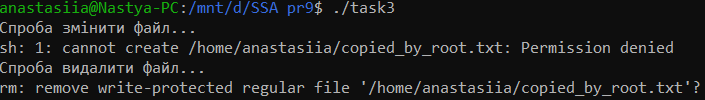 anastasiia@Nastya-PC:/mnt/d/SSA pr9$ ./task3
Спроба змінити файл...
sh: 1: cannot create /home/anastasiia/copied_by_root.txt: Permission denied
Спроба видалити файл...
rm: remove write-protected regular file '/home/anastasiia/copied_by_root.txt'?